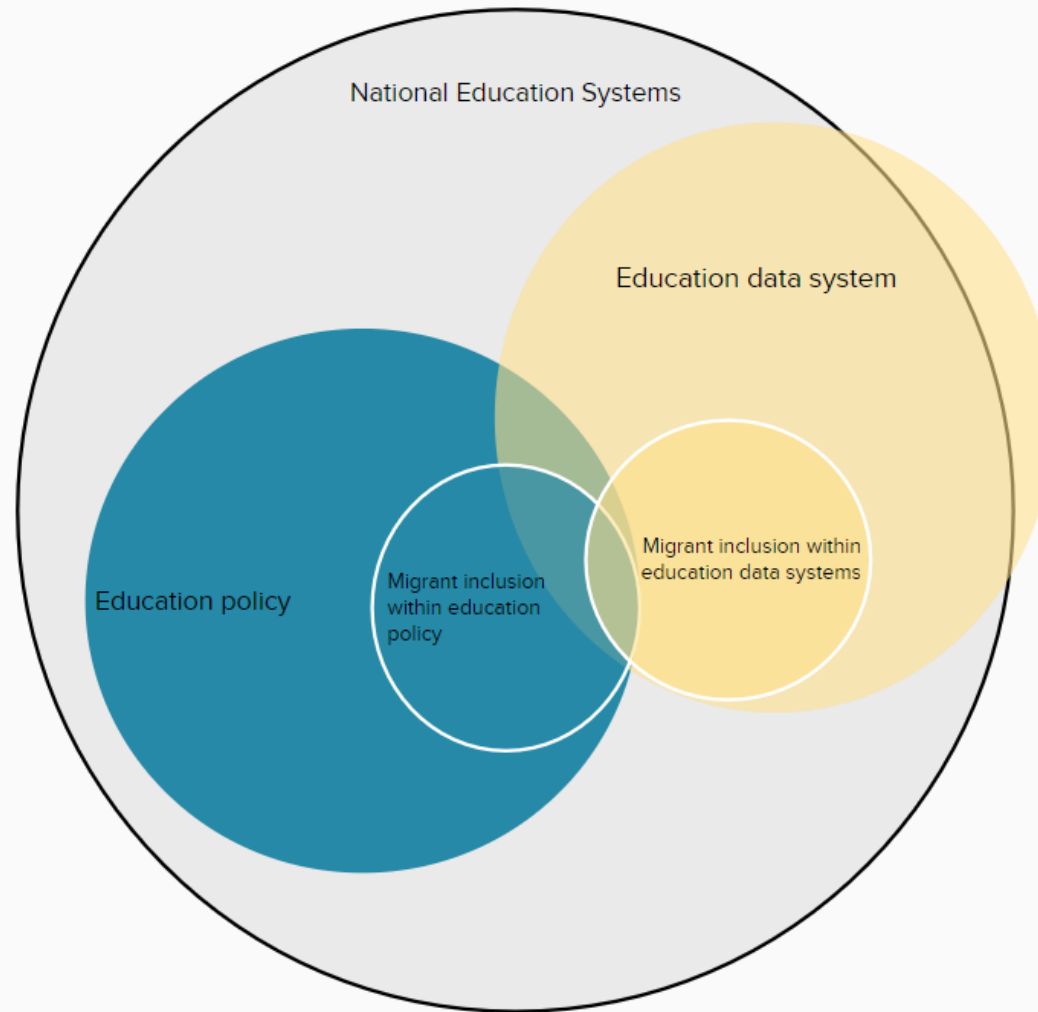 National Education Systems
Education data system
Migrant inclusion within
education data systems
Education policy
Migrant inclusion
within education
policy